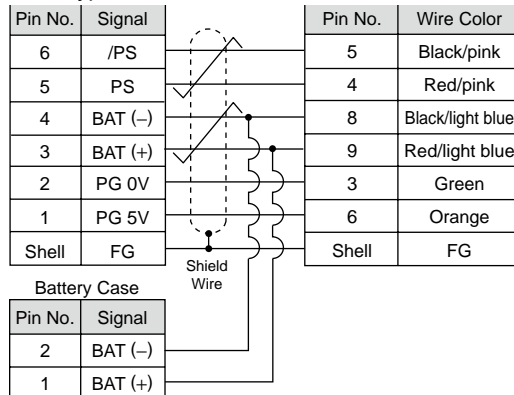 Pin No. Signal Pin No. Wire Color
6 /PS 5 Black/pink
5 PS 4 Red/pink
4 BAT (–) 8 Black/light blue
3 BAT (+) 9 Red/light blue
2 PG 0V 3 Green
1 PG 5V 6 Orange
Shell FG Shell FG
Shield
Wire
Battery Case
Pin No. Signal
2 BAT (–)
1 BAT (+)